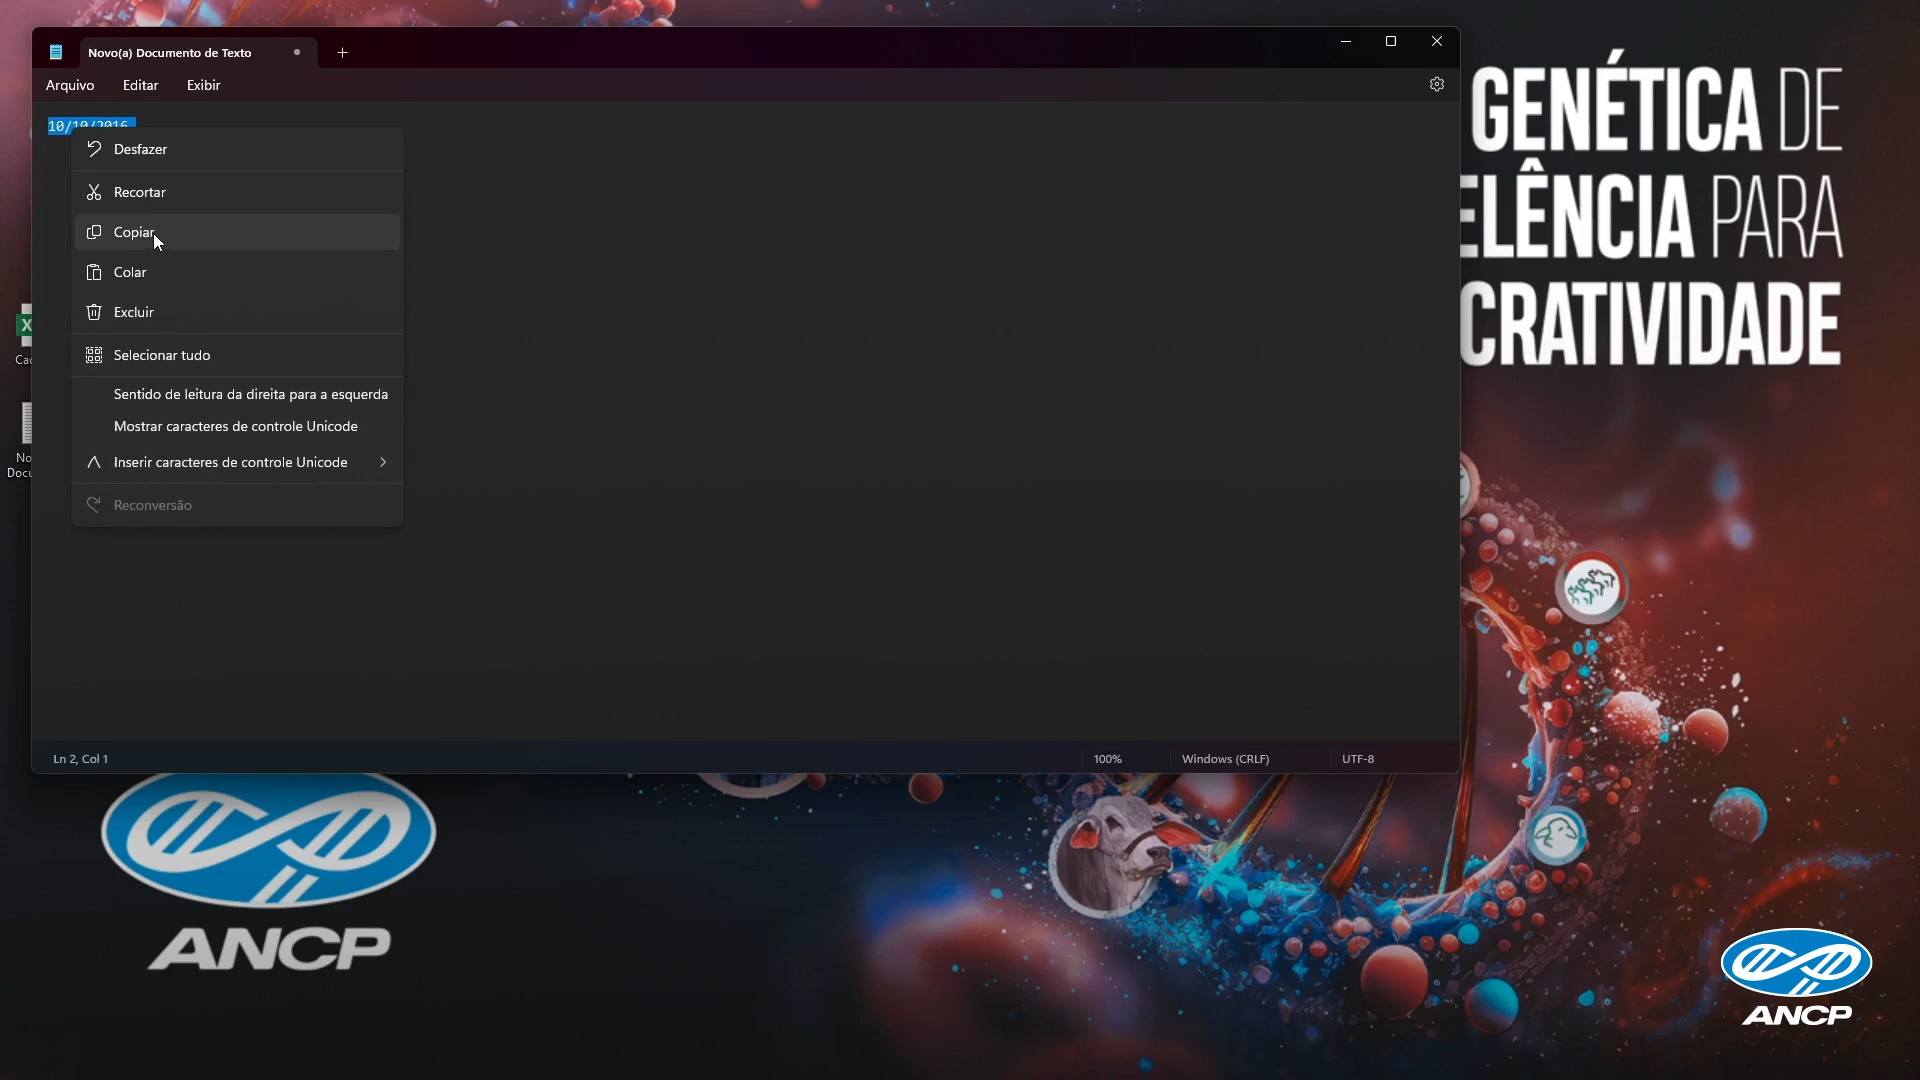 Novo(a) Documento de Texto
Arquivo Editar Exibir
10/10/2016
Desfazer
Recortar
Copiar
Colar
Excluir
Selecionar tudo
Sentido de leitura da direita para a esquerda
Mostrar caracteres de controle Unicode
Inserir caracteres de controle Unicode
Reconversão
Ln 2, Col 1 100% Windows (CRLF) UTF-8
GENÉTICA DE
ELÊNCIA PARA
CRATIVIDADE
ANCP
ANCP